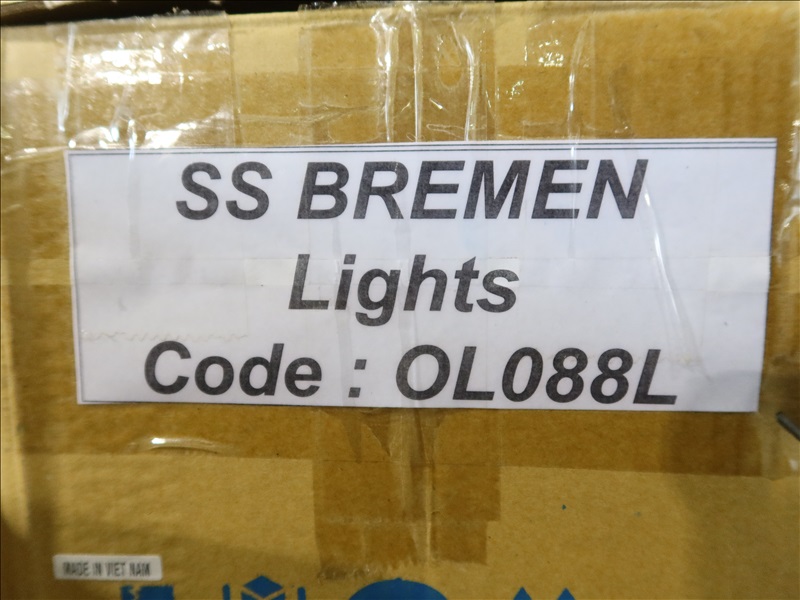 SS BREMEN
Lights
Code : OL088L
MADE IN VIET NAM